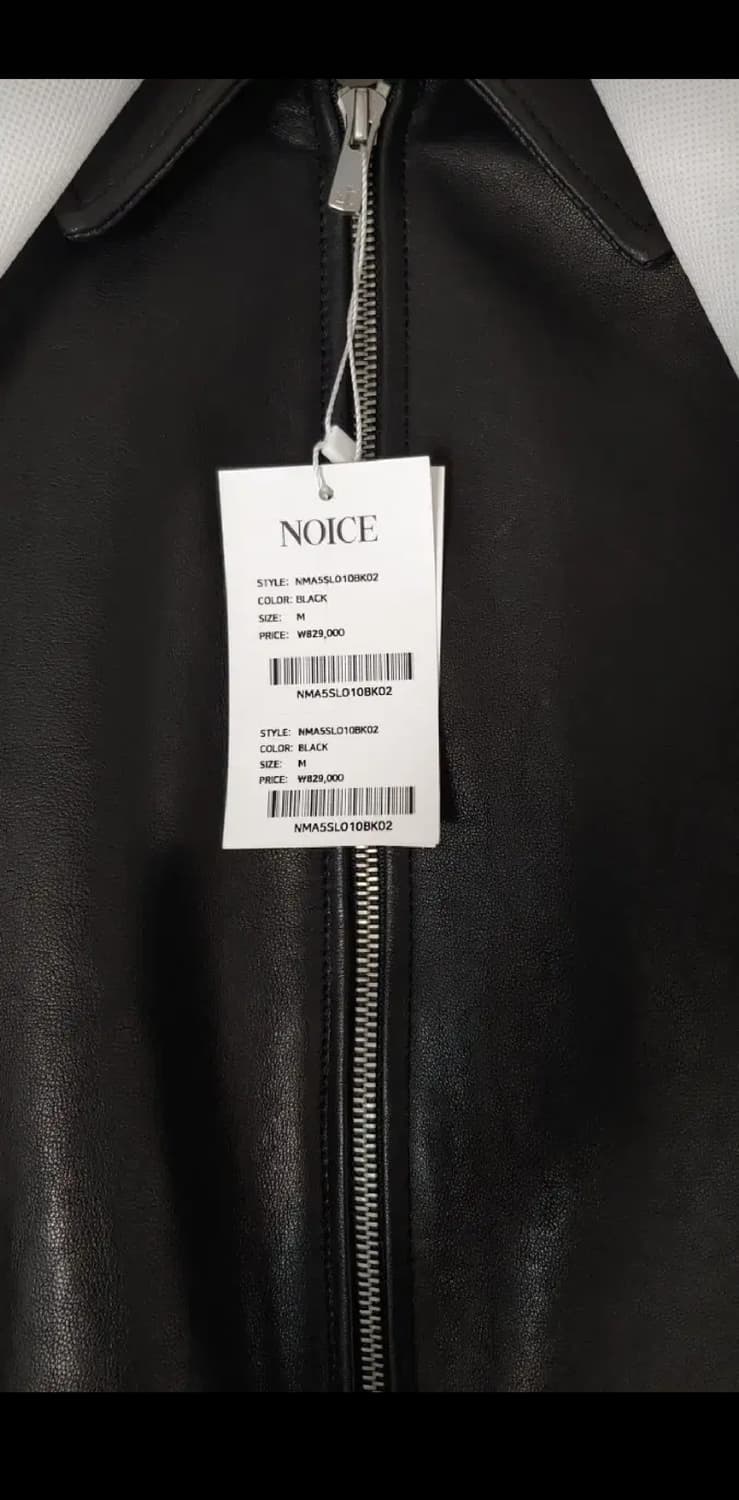 NOICE
STYLE: NMA5SL010BK02
COLOR: BLACK
SIZE: M
PRICE: ₩829,000
NMA5SL010BK02
STYLE: NMA5SL010BK02
COLOR: BLACK
SIZE: M
PRICE: ₩829,000
NMA5SL010BK02